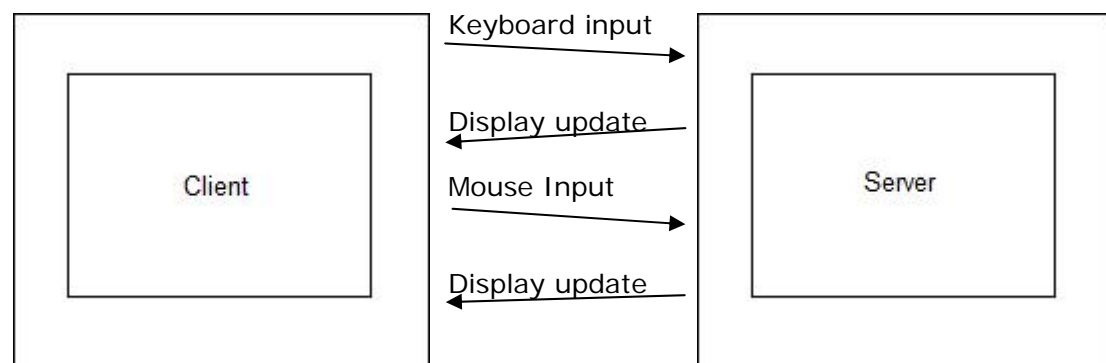 Keyboard input
Display update
Client
Mouse Input
Server
Display update